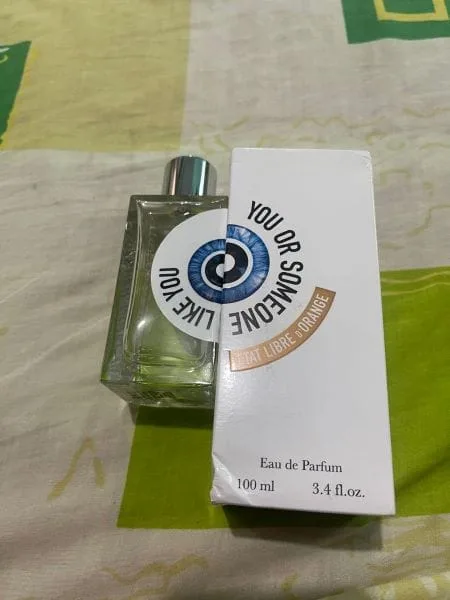 YOU OR SOMEONE
LIKE YOU
ETAT LIBRE D'ORANGE
Eau de Parfum
100 ml 3.4 fl.oz.